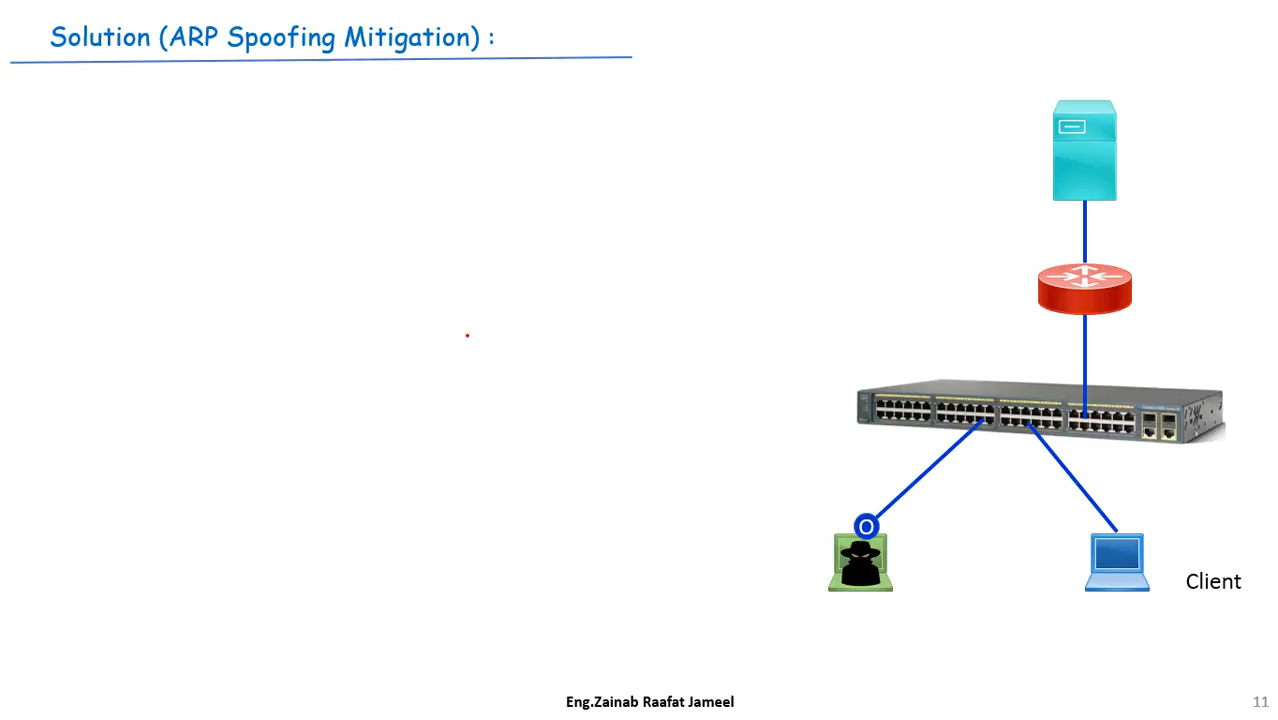 Solution (ARP Spoofing Mitigation) :
Client
Eng.Zainab Raafat Jameel
11